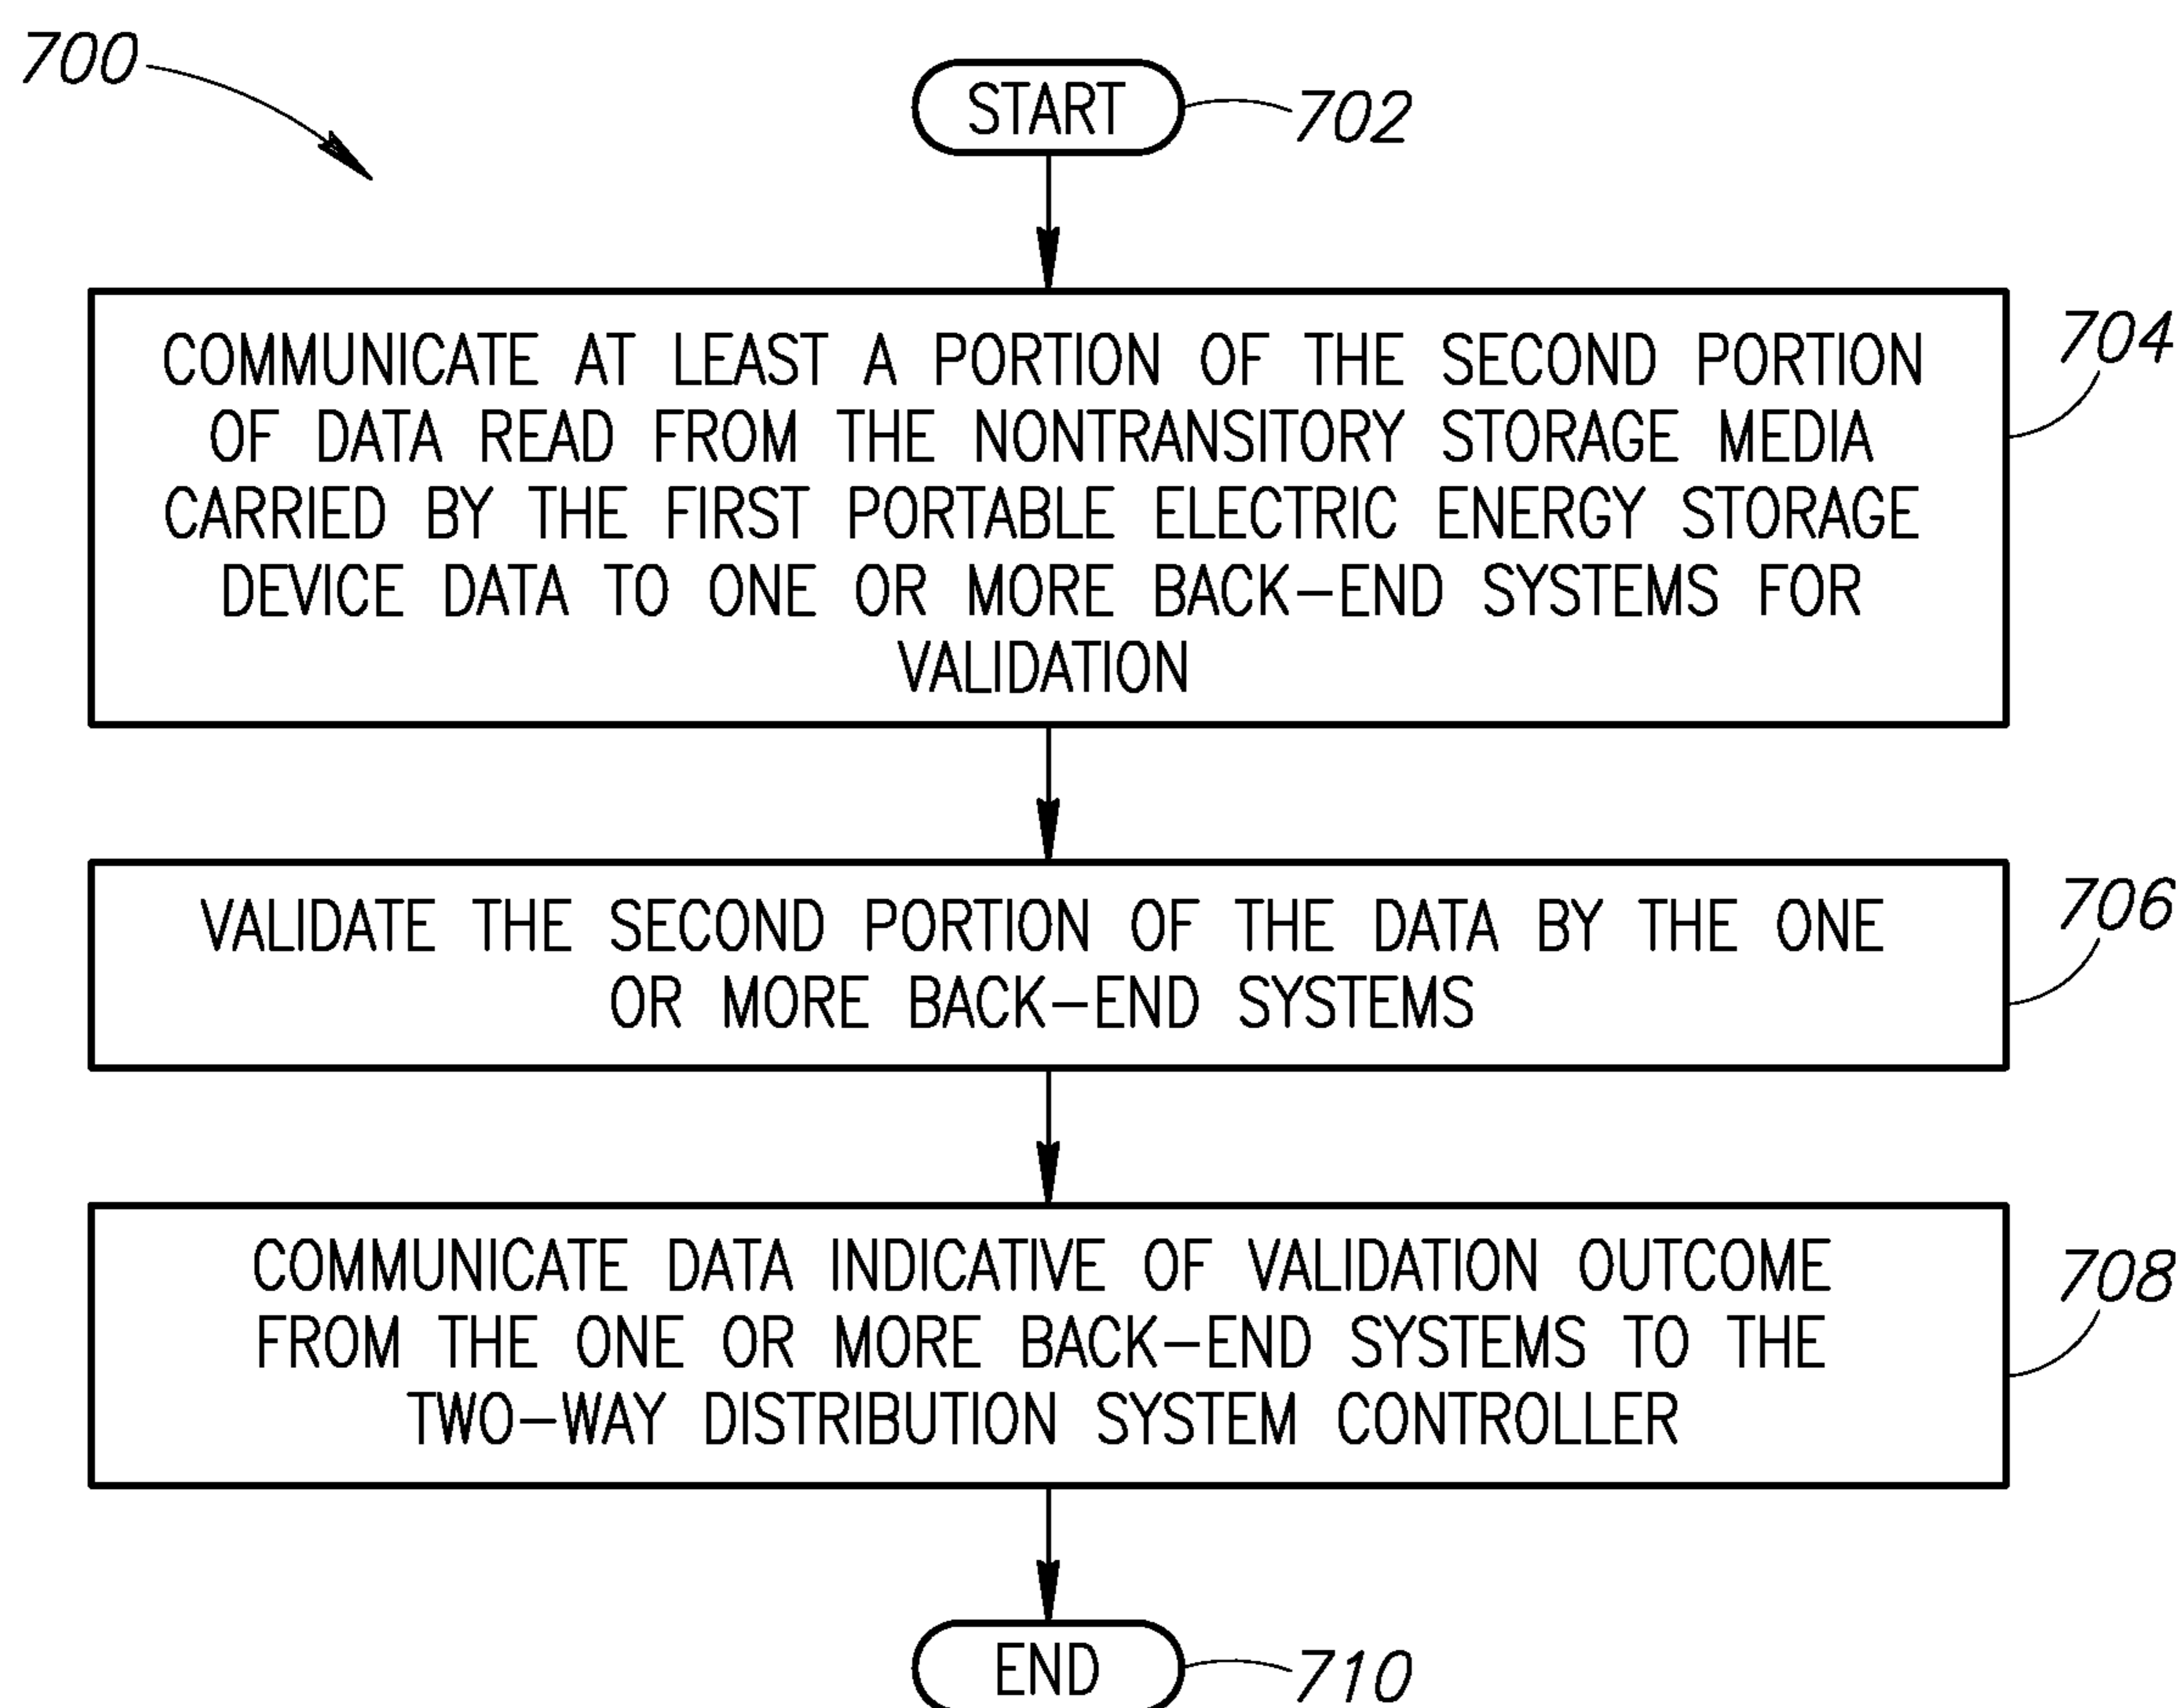 700
START
702
COMMUNICATE AT LEAST A PORTION OF THE SECOND PORTION
OF DATA READ FROM THE NONTRANSITORY STORAGE MEDIA
CARRIED BY THE FIRST PORTABLE ELECTRIC ENERGY STORAGE
DEVICE DATA TO ONE OR MORE BACK-END SYSTEMS FOR
VALIDATION
704
VALIDATE THE SECOND PORTION OF THE DATA BY THE ONE
OR MORE BACK-END SYSTEMS
706
COMMUNICATE DATA INDICATIVE OF VALIDATION OUTCOME
FROM THE ONE OR MORE BACK-END SYSTEMS TO THE
TWO-WAY DISTRIBUTION SYSTEM CONTROLLER
708
END
710